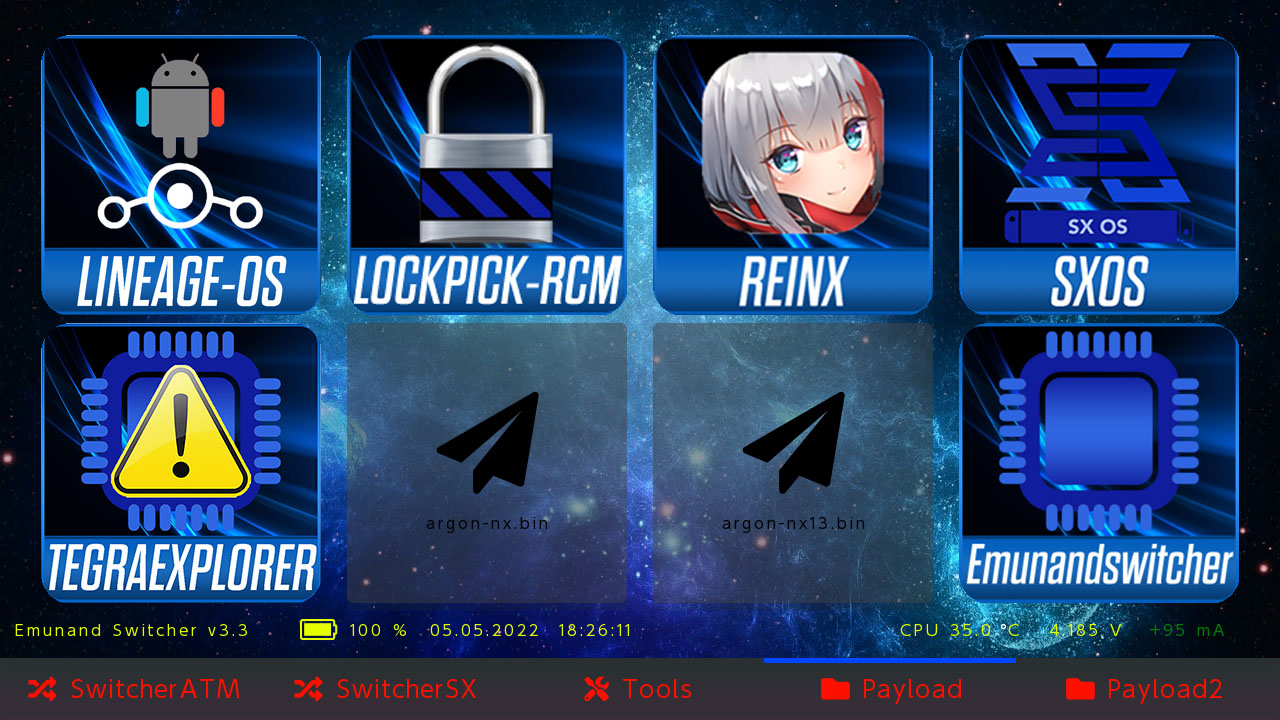 LINEAGE-OS
LOCKPICK-RCM
REINX
SX OS
SXOS
TEGRAEXPLORER
argon-nx.bin
argon-nx13.bin
Emunandswitcher
Emunand Switcher v3.3
100 %
05.05.2022
18:26:11
CPU 35.0 °C
4.185 V
+95 mA
SwitcherATM
SwitcherSX
Tools
Payload
Payload2